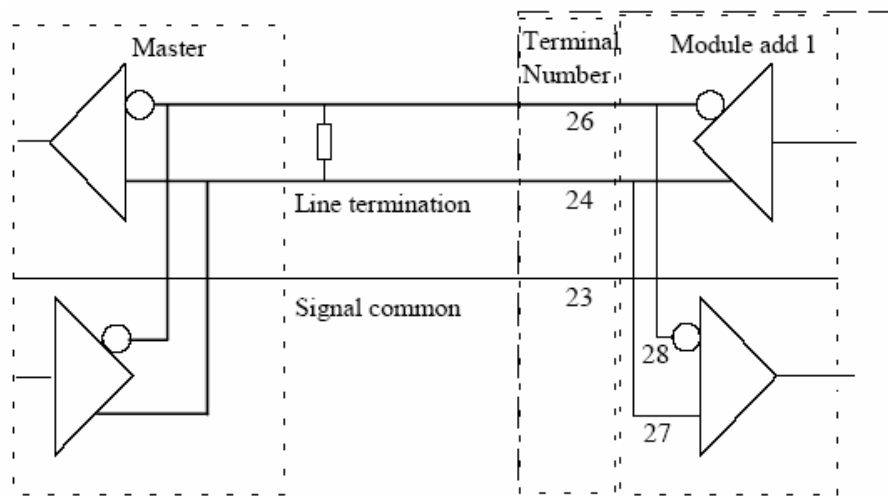 Master
Terminal
Number
Module add 1
26
Line termination
24
Signal common
23
28
27